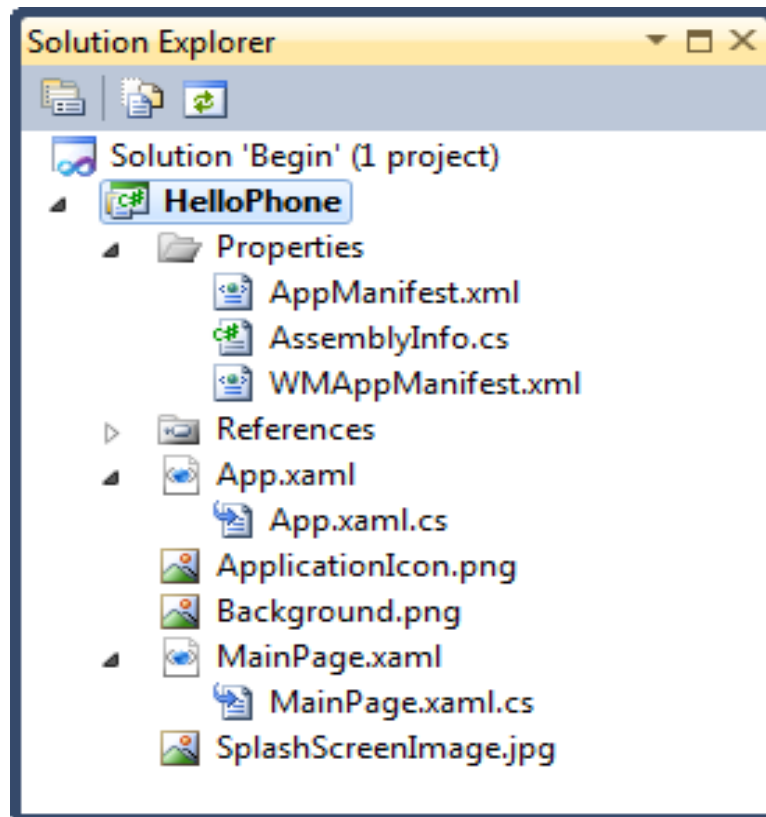 Solution Explorer
Solution 'Begin' (1 project)
HelloPhone
Properties
AppManifest.xml
AssemblyInfo.cs
WMAppManifest.xml
References
App.xaml
App.xaml.cs
ApplicationIcon.png
Background.png
MainPage.xaml
MainPage.xaml.cs
SplashScreenImage.jpg